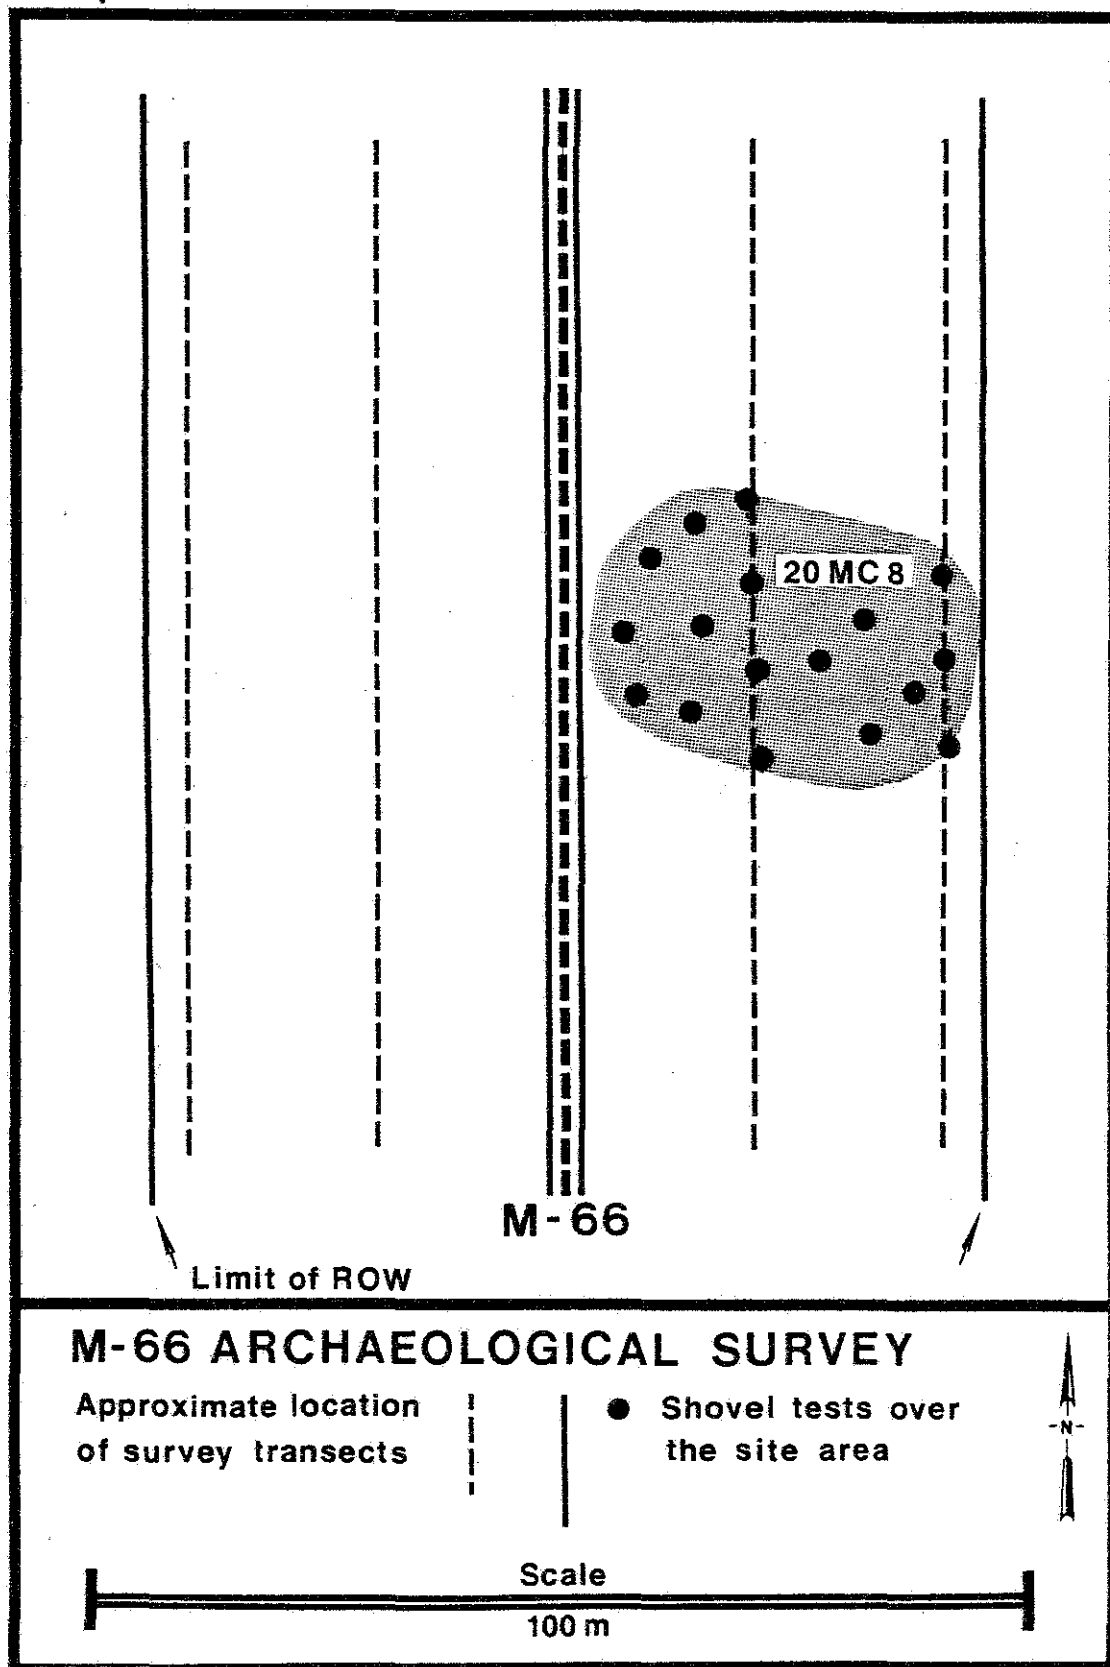 20 MC 8
M-66
Limit of ROW
M-66 ARCHAEOLOGICAL SURVEY
Approximate location
of survey transects
Shovel tests over
the site area
-N-
Scale
100 m